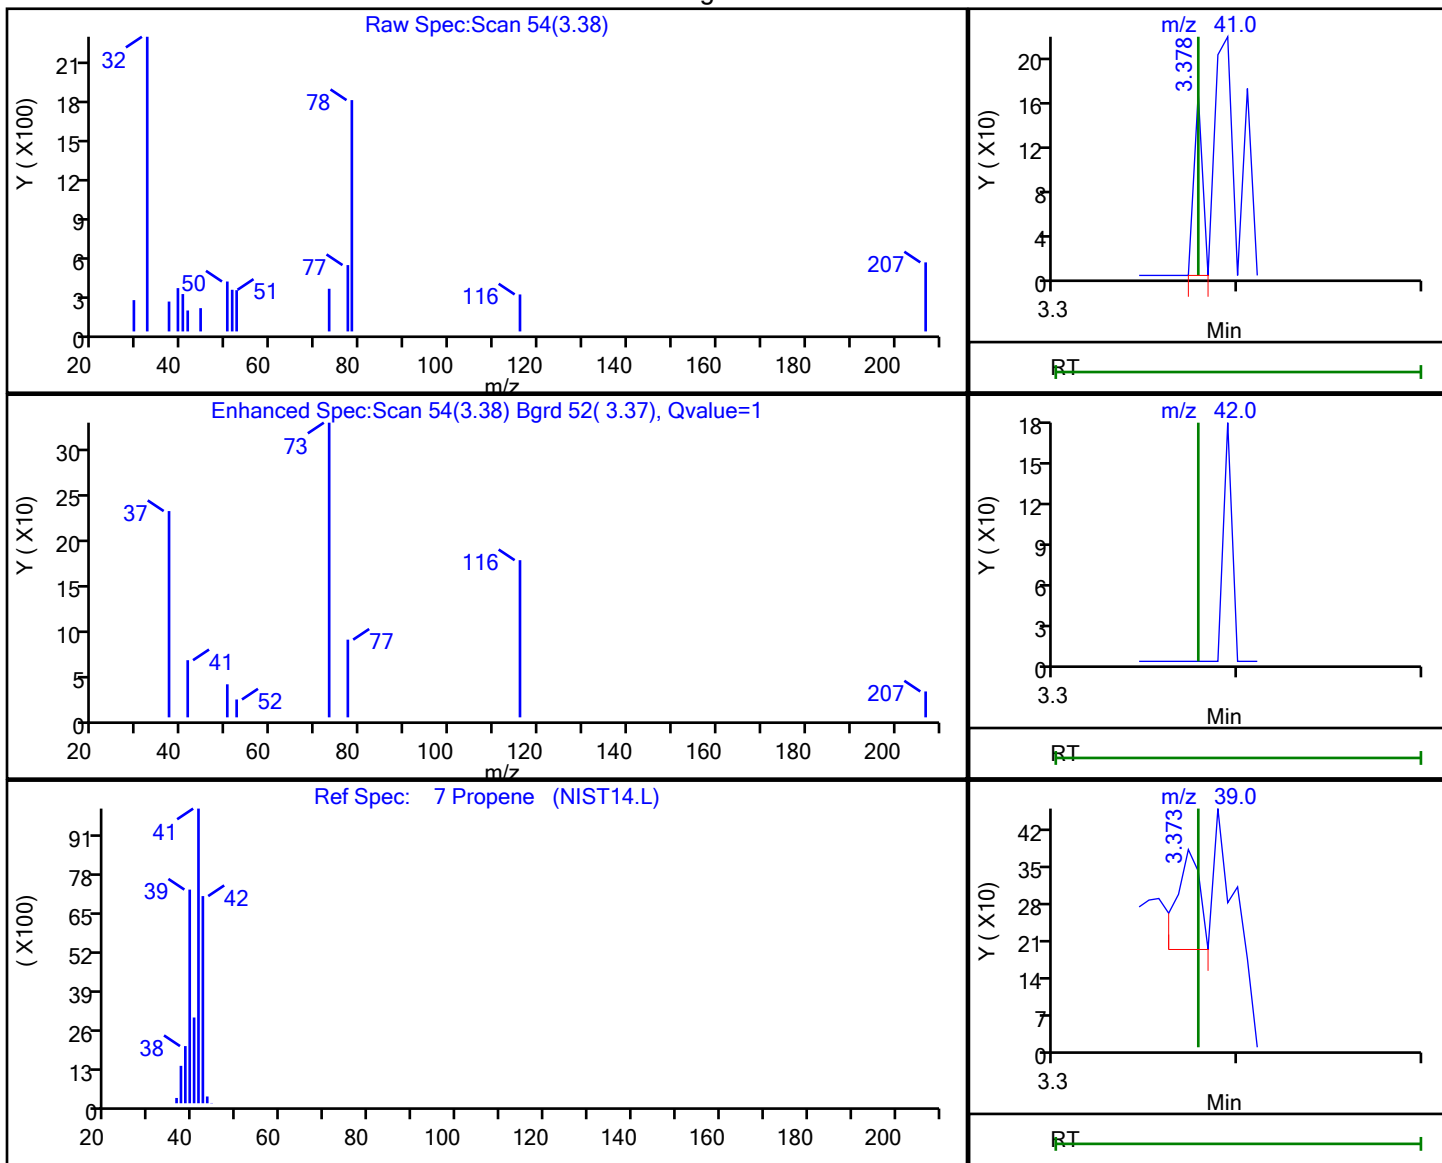 Raw Spec:Scan 54(3.38)
Y ( X100)
21
18
15
12
9
6
3
0
32
78
77
50
51
116
207
20 40 60 80 100 120 140 160 180 200
m/z
m/z 41.0
Y ( X10)
20
16
12
8
4
0
3.378
3.3
Min
RT
Enhanced Spec:Scan 54(3.38) Bgrd 52( 3.37), Qvalue=1
Y ( X10)
30
25
20
15
10
5
0
73
37
116
77
41
52
207
20 40 60 80 100 120 140 160 180 200
m/z
m/z 42.0
Y ( X10)
18
15
12
9
6
3
0
3.3
Min
RT
Ref Spec: 7 Propene (NIST14.L)
( X100)
91
78
65
52
39
26
13
0
41
39
42
38
20 40 60 80 100 120 140 160 180 200
m/z 39.0
Y ( X10)
42
35
28
21
14
7
0
3.373
3.3
Min
RT